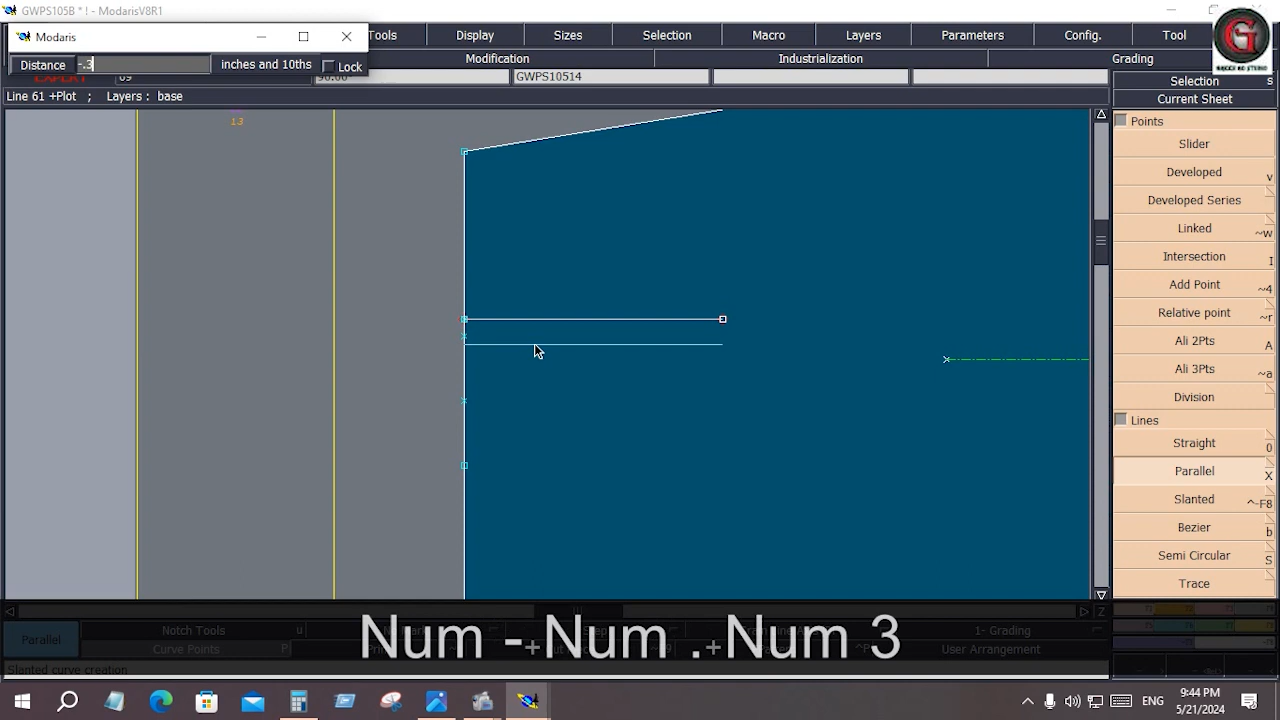 GWPS105B * ! - ModarisV8R1
Modaris
Tools Display Sizes Selection Macro Layers Parameters Config. Tool
Distance -.3 inches and 10ths Lock
Modification Industrialization Grading
GWPS10514
Line 61 +Plot ; Layers : base
Selection s
Current Sheet
1.3
Points
Slider
Developed v
Developed Series
Linked ~w
Intersection I
Add Point ~4
Relative point ~r
Ali 2Pts A
Ali 3Pts ~a
Division
Lines
Straight 0
Parallel X
Slanted ^-F8
Bezier b
Semi Circular S
Trace
Z
Parallel Notch Tools u 1- Grading
Curve Points P User Arrangement
Num - + Num . + Num 3
Slanted curve creation
ENG
9:44 PM
5/21/2024